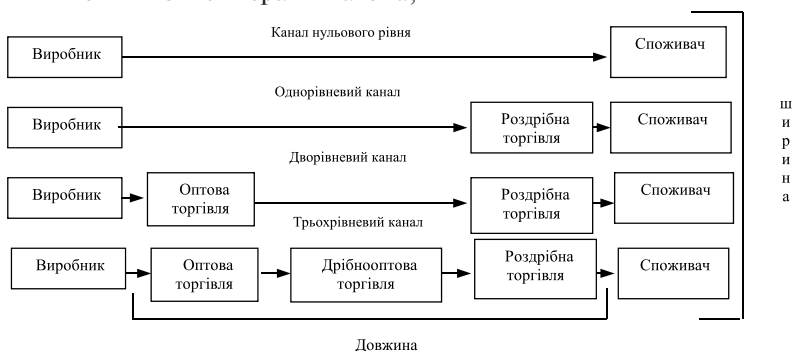 Канал нульового рівня
Виробник
Споживач
Однорівневий канал
Виробник
Роздрібна
торгівля
Споживач
Дворівневий канал
Виробник
Оптова
торгівля
Роздрібна
торгівля
Споживач
Трьохрівневий канал
Виробник
Оптова
торгівля
Дрібнооптова
торгівля
Роздрібна
торгівля
Споживач
Довжина
ширина